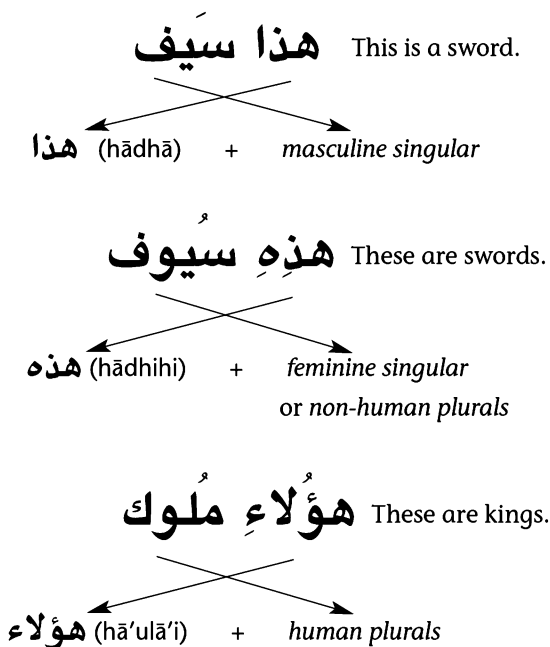 هذا سَيف This is a sword.
هذا (hādhā) + masculine singular
هذِهِ سُيوف These are swords.
هذه (hādhihi) + feminine singular
or non-human plurals
هؤُلاءِ مُلوك These are kings.
هؤلاء (hā’ulā’i) + human plurals